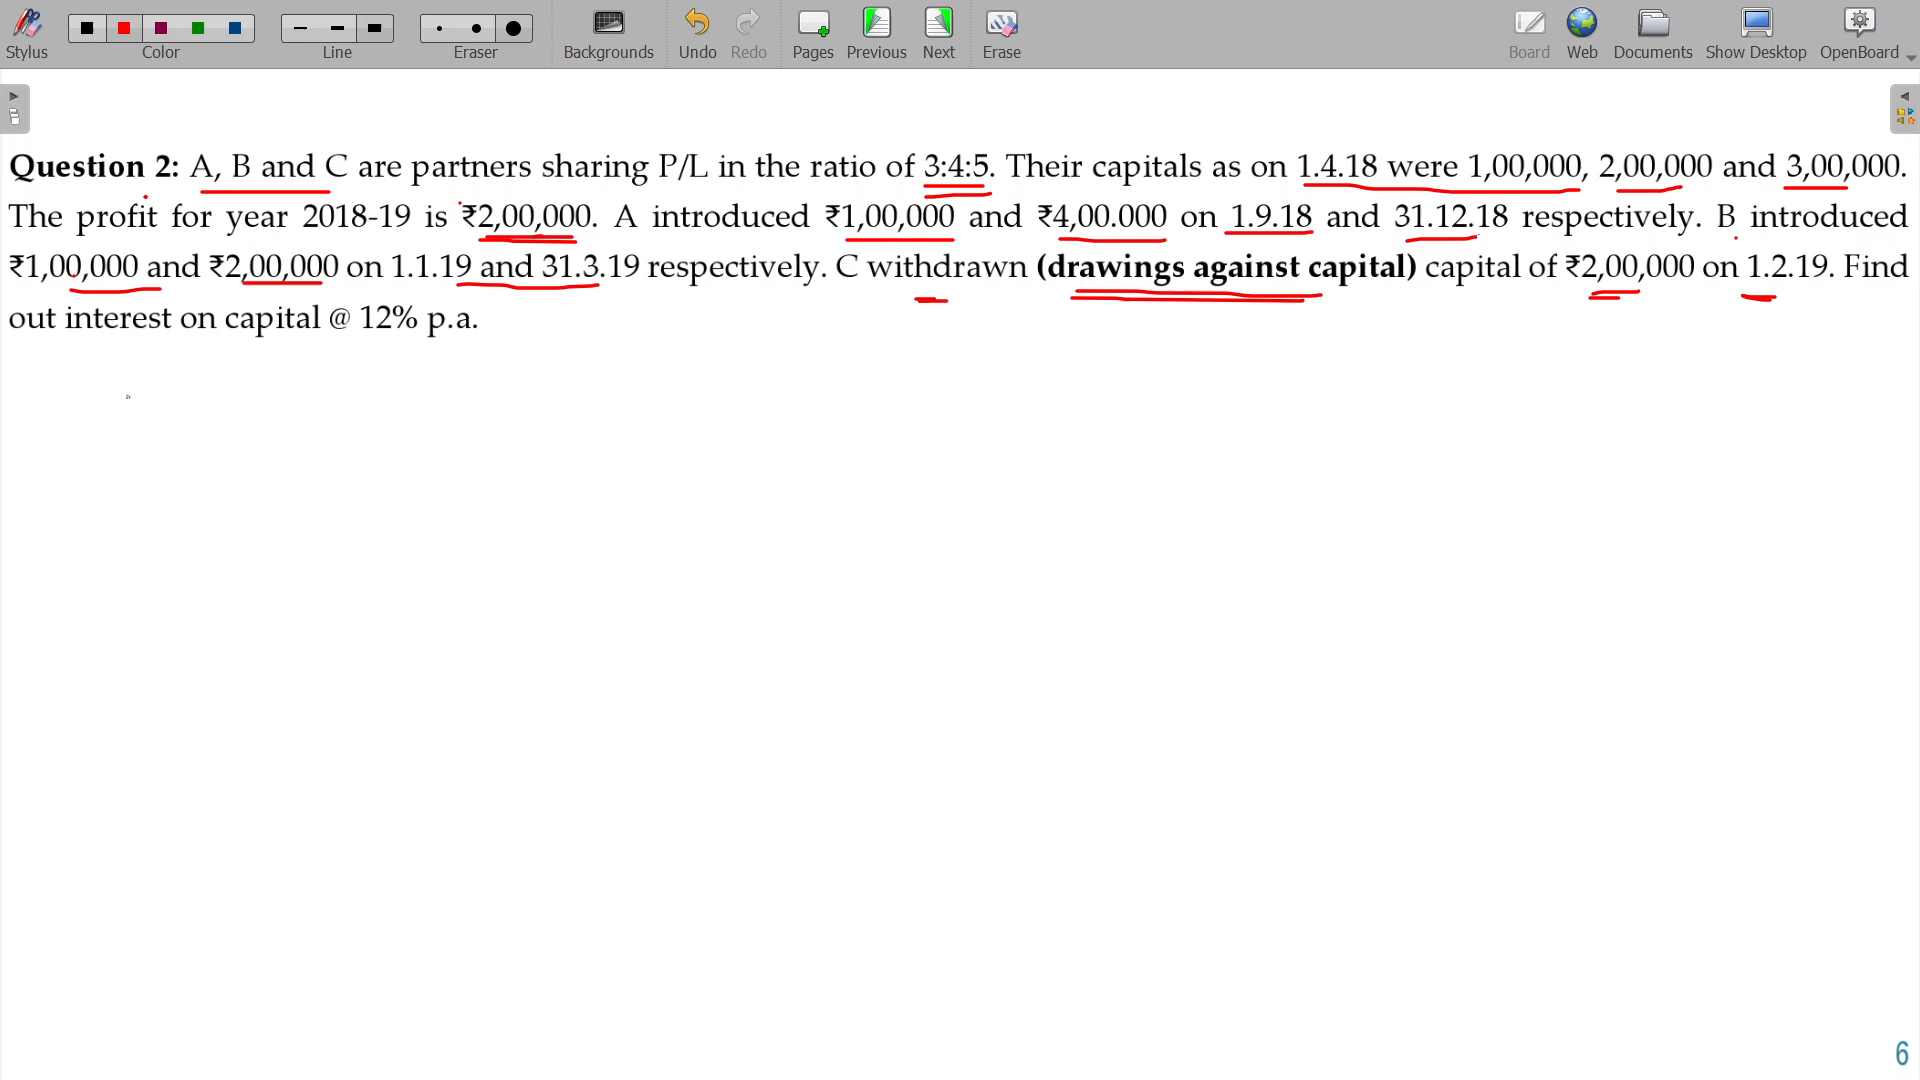 Stylus Color Line Eraser Backgrounds Undo Redo Pages Previous Next Erase Board Web Documents Show Desktop OpenBoard
Question 2: A, B and C are partners sharing P/L in the ratio of 3:4:5. Their capitals as on 1.4.18 were 1,00,000, 2,00,000 and 3,00,000.
The profit for year 2018-19 is ₹2,00,000. A introduced ₹1,00,000 and ₹4,00.000 on 1.9.18 and 31.12.18 respectively. B introduced
₹1,00,000 and ₹2,00,000 on 1.1.19 and 31.3.19 respectively. C withdrawn (drawings against capital) capital of ₹2,00,000 on 1.2.19. Find
out interest on capital @ 12% p.a.
6